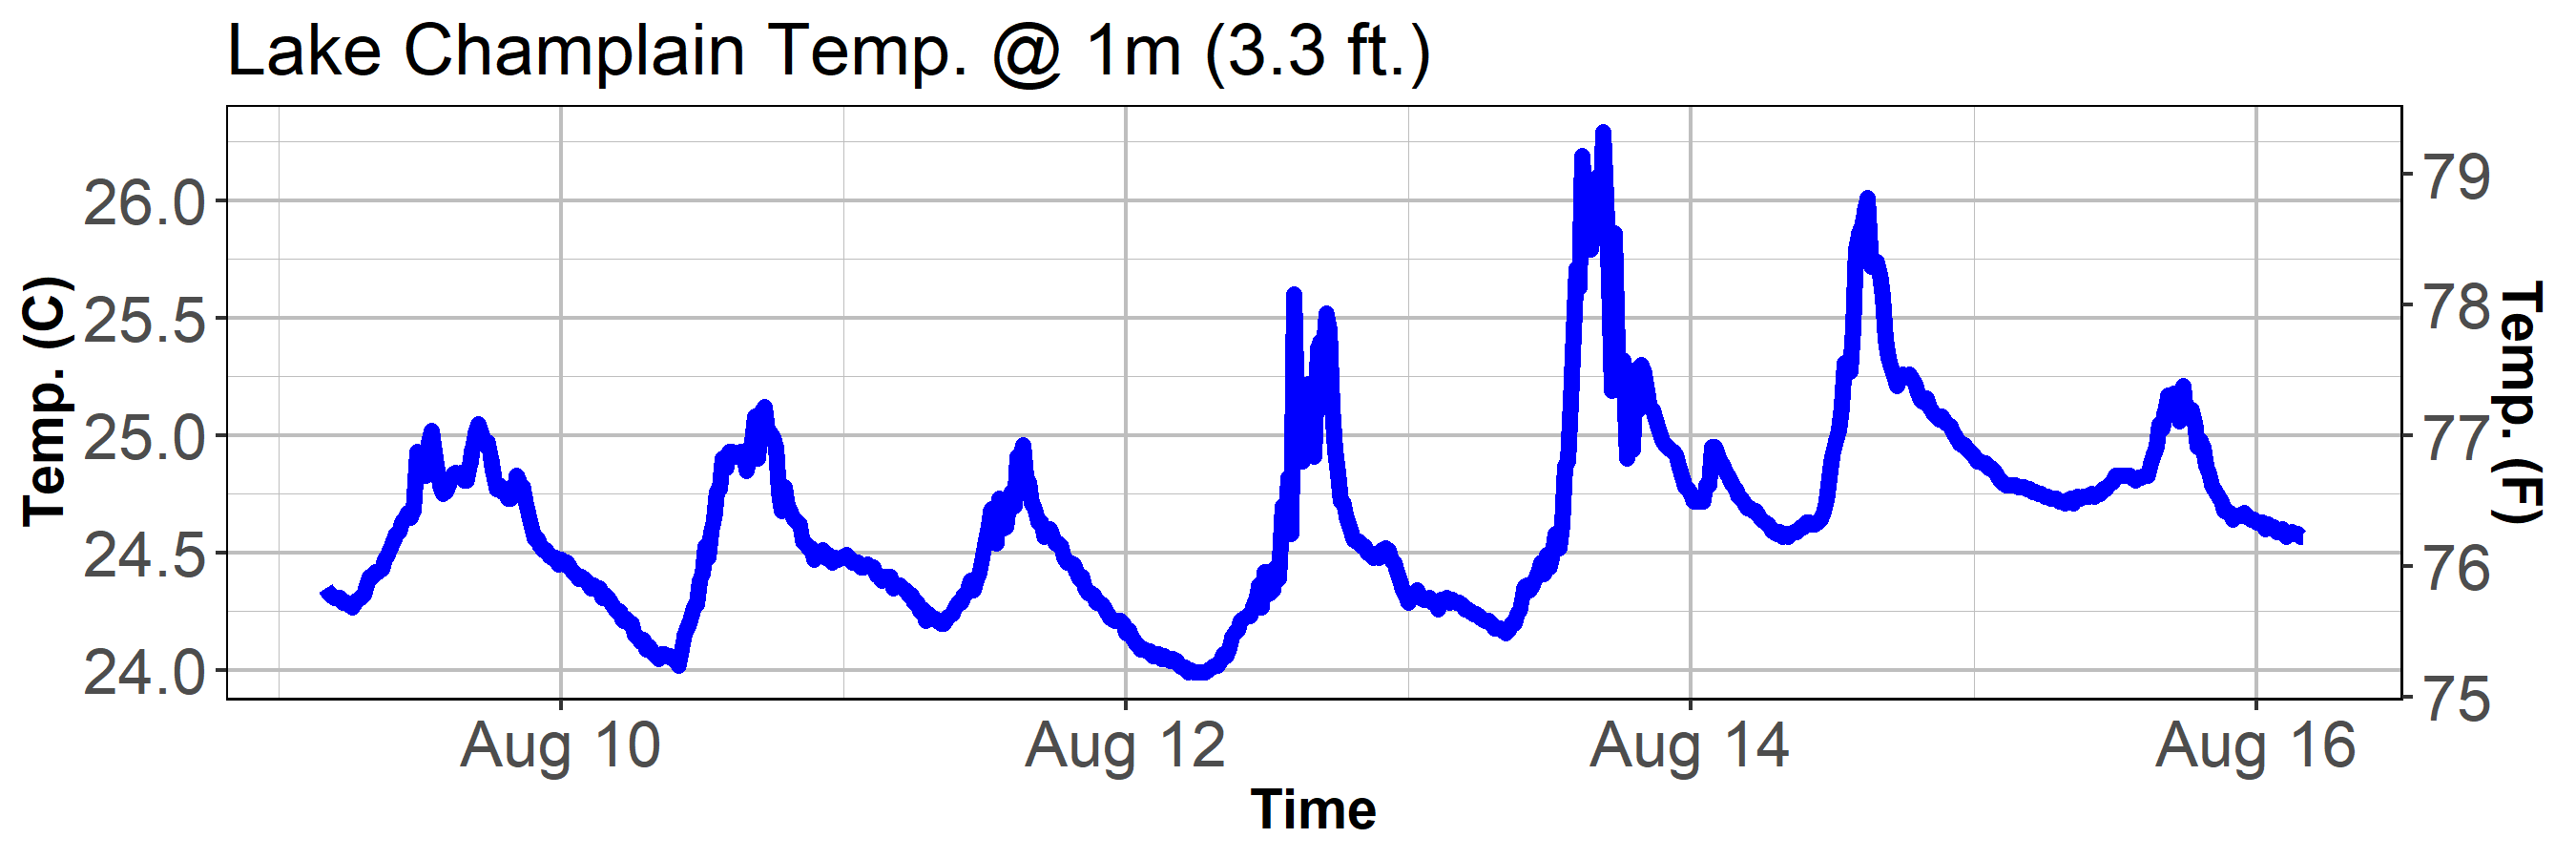 Lake Champlain Temp. @ 1m (3.3 ft.)
Temp. (C)
26.0
25.5
25.0
24.5
24.0
79
78
77
76
75
Temp. (F)
Aug 10 Aug 12 Aug 14 Aug 16
Time